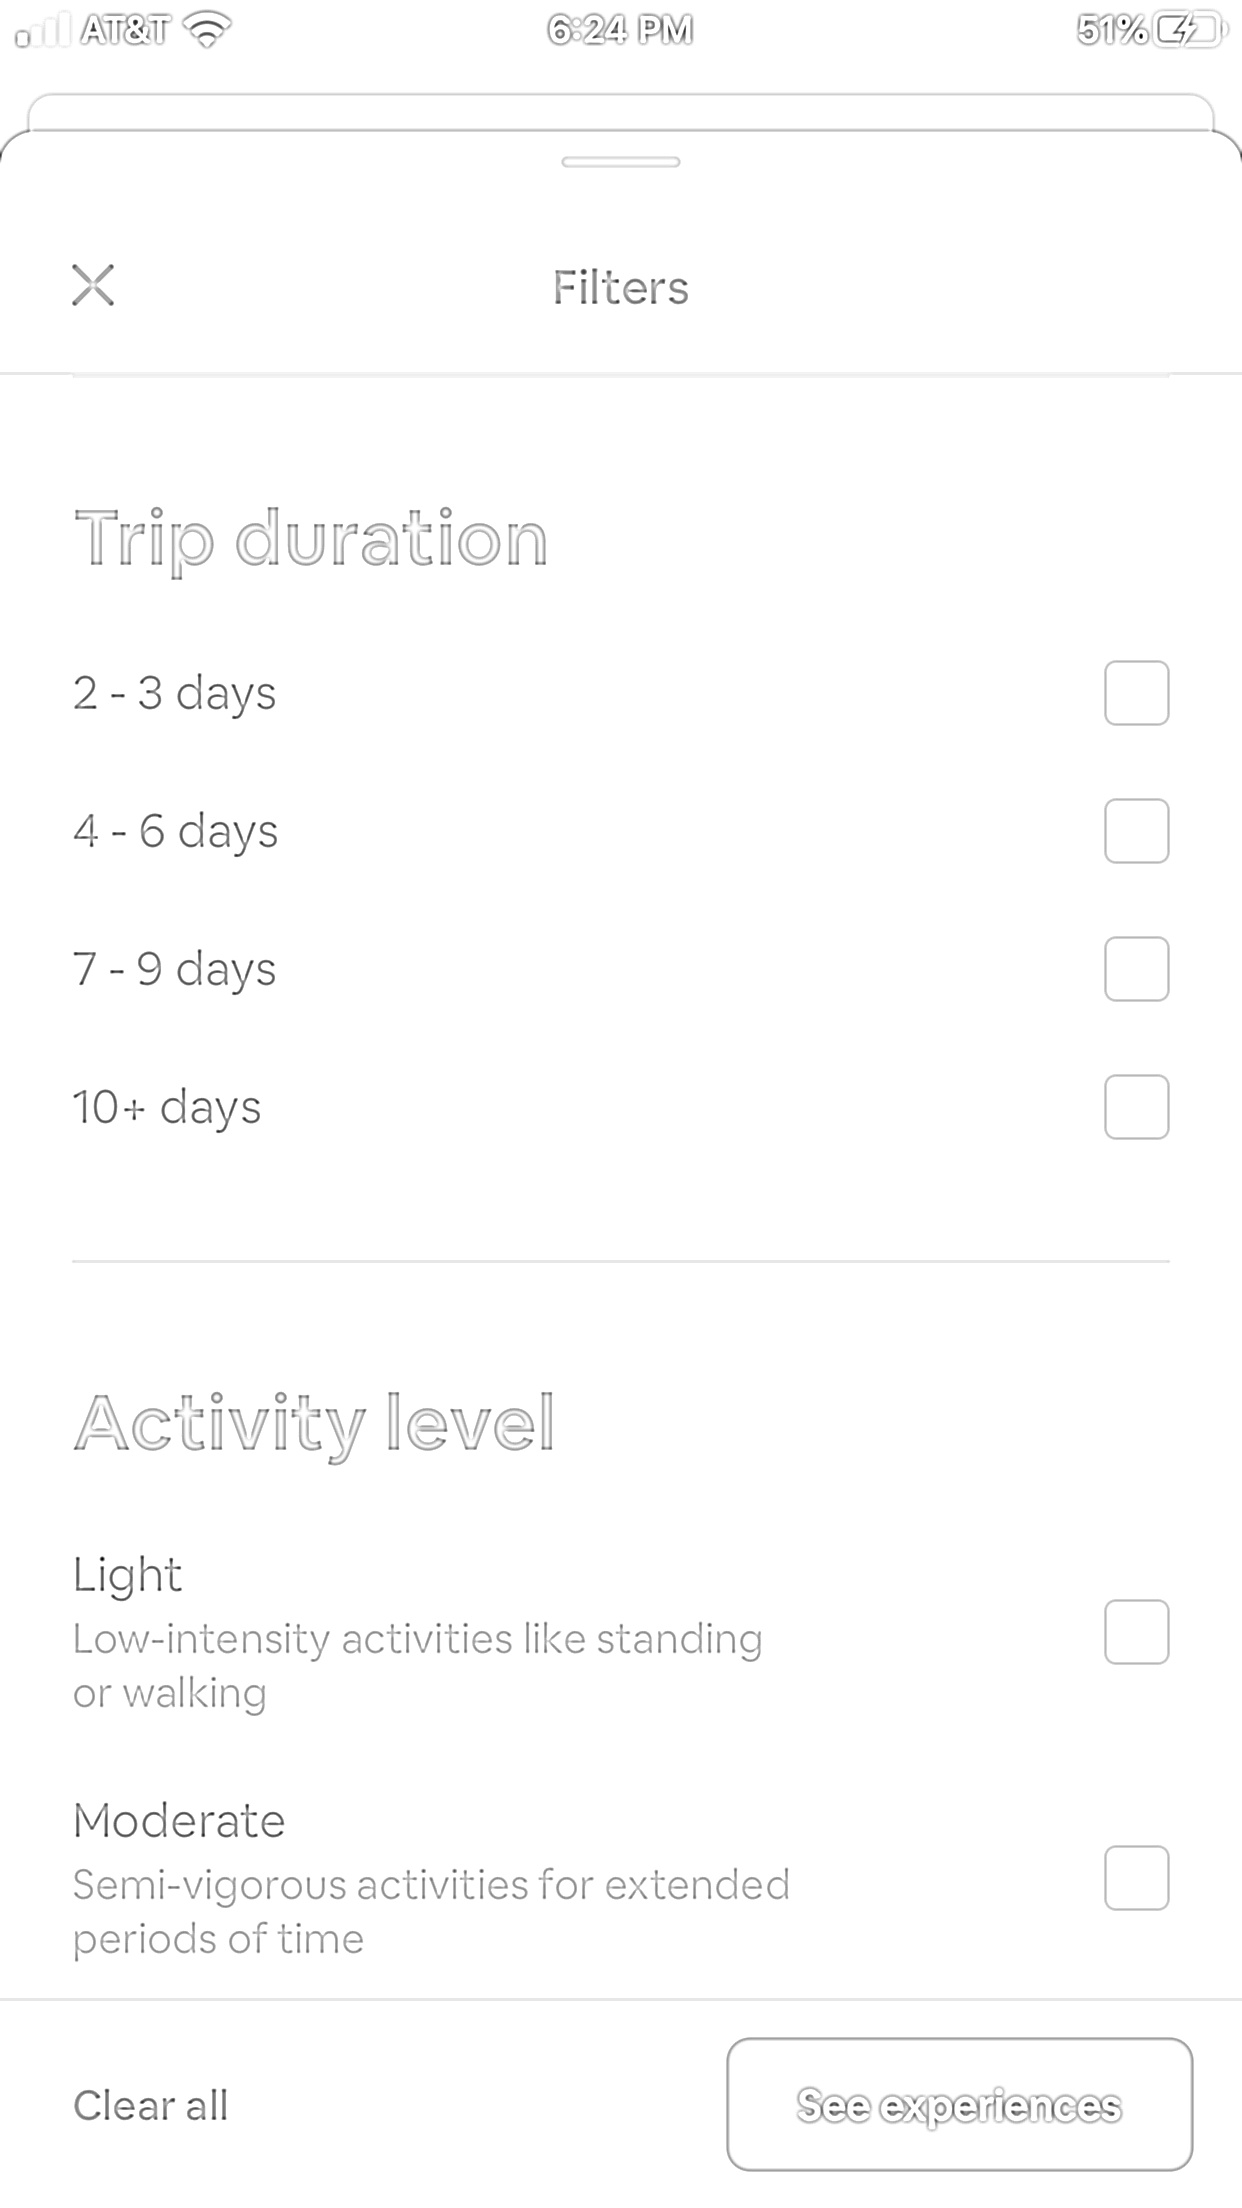 AT&T 6:24 PM 51%
Filters
Trip duration
2 - 3 days
4 - 6 days
7 - 9 days
10+ days
Activity level
Light
Low-intensity activities like standing
or walking
Moderate
Semi-vigorous activities for extended
periods of time
Clear all See experiences